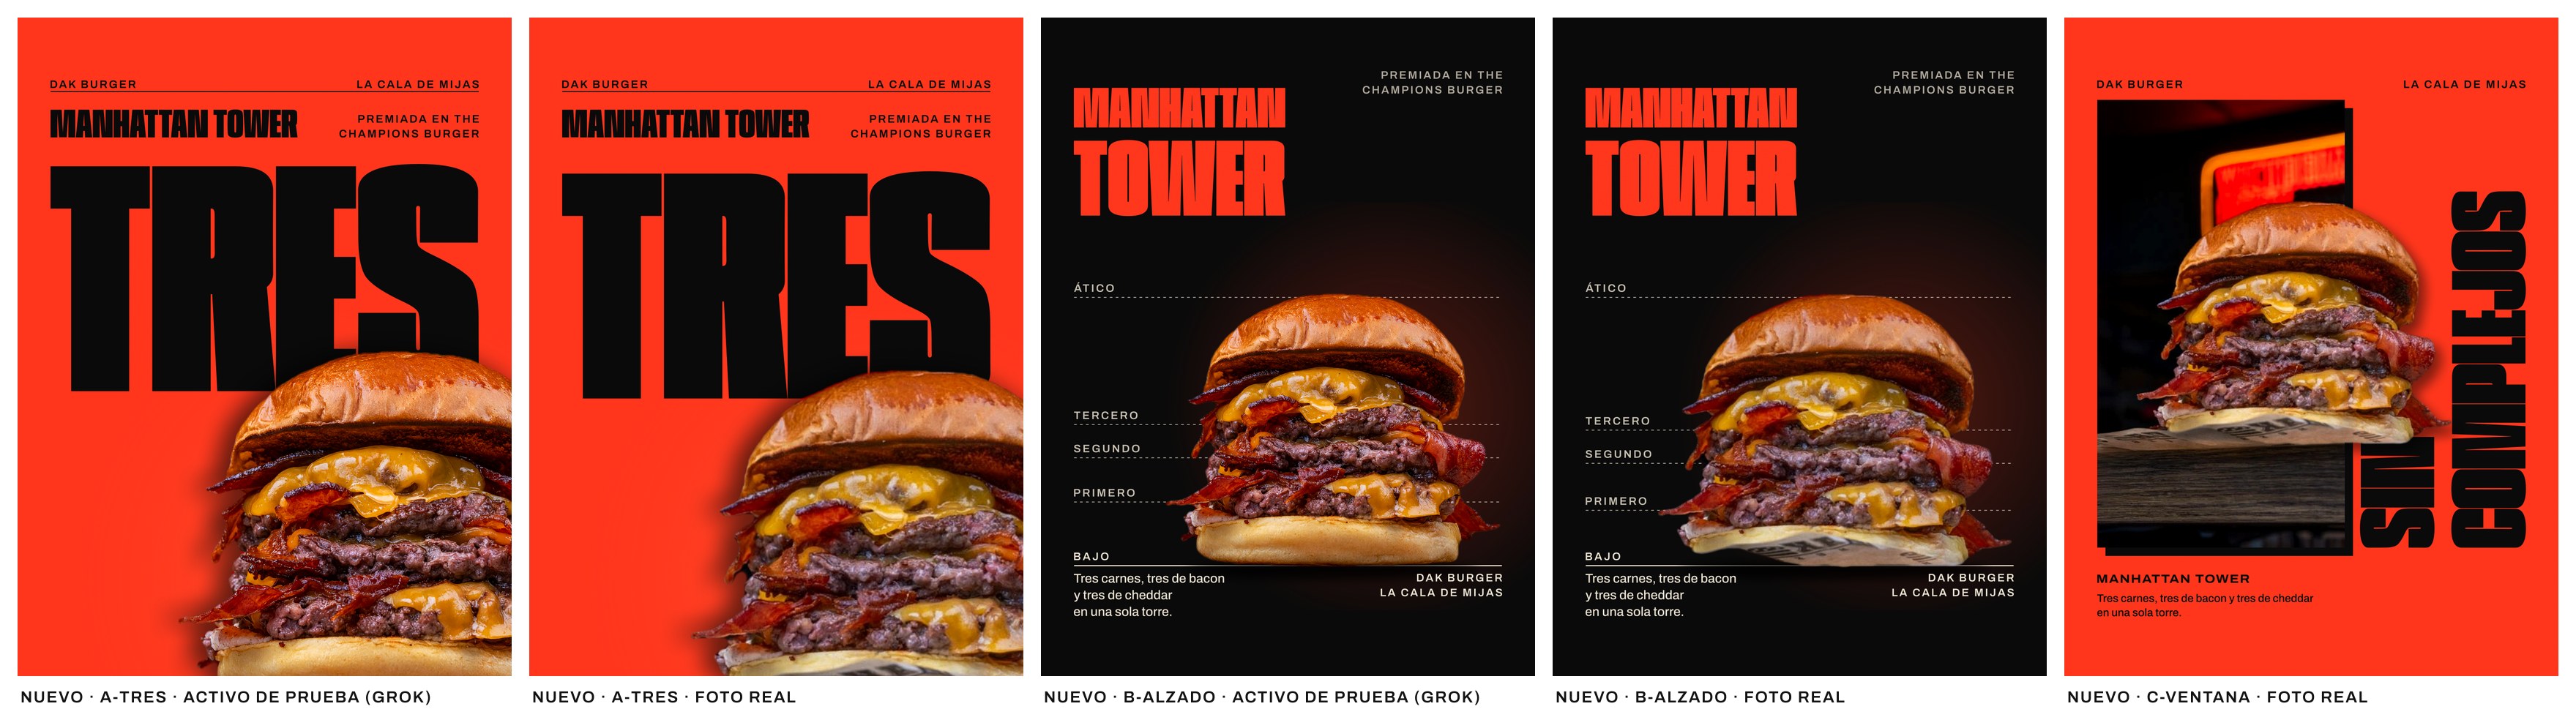 DAK BURGER
LA CALA DE MIJAS
MANHATTAN TOWER
PREMIADA EN THE
CHAMPIONS BURGER
TRES
NUEVO · A-TRES · ACTIVO DE PRUEBA (GROK)
DAK BURGER
LA CALA DE MIJAS
MANHATTAN TOWER
PREMIADA EN THE
CHAMPIONS BURGER
TRES
NUEVO · A-TRES · FOTO REAL
PREMIADA EN THE
CHAMPIONS BURGER
MANHATTAN
TOWER
ÁTICO
TERCERO
SEGUNDO
PRIMERO
BAJO
Tres carnes, tres de bacon
y tres de cheddar
en una sola torre.
DAK BURGER
LA CALA DE MIJAS
NUEVO · B-ALZADO · ACTIVO DE PRUEBA (GROK)
PREMIADA EN THE
CHAMPIONS BURGER
MANHATTAN
TOWER
ÁTICO
TERCERO
SEGUNDO
PRIMERO
BAJO
Tres carnes, tres de bacon
y tres de cheddar
en una sola torre.
DAK BURGER
LA CALA DE MIJAS
NUEVO · B-ALZADO · FOTO REAL
DAK BURGER
LA CALA DE MIJAS
SIN
COMPLEJOS
MANHATTAN TOWER
Tres carnes, tres de bacon y tres de cheddar
en una sola torre.
NUEVO · C-VENTANA · FOTO REAL